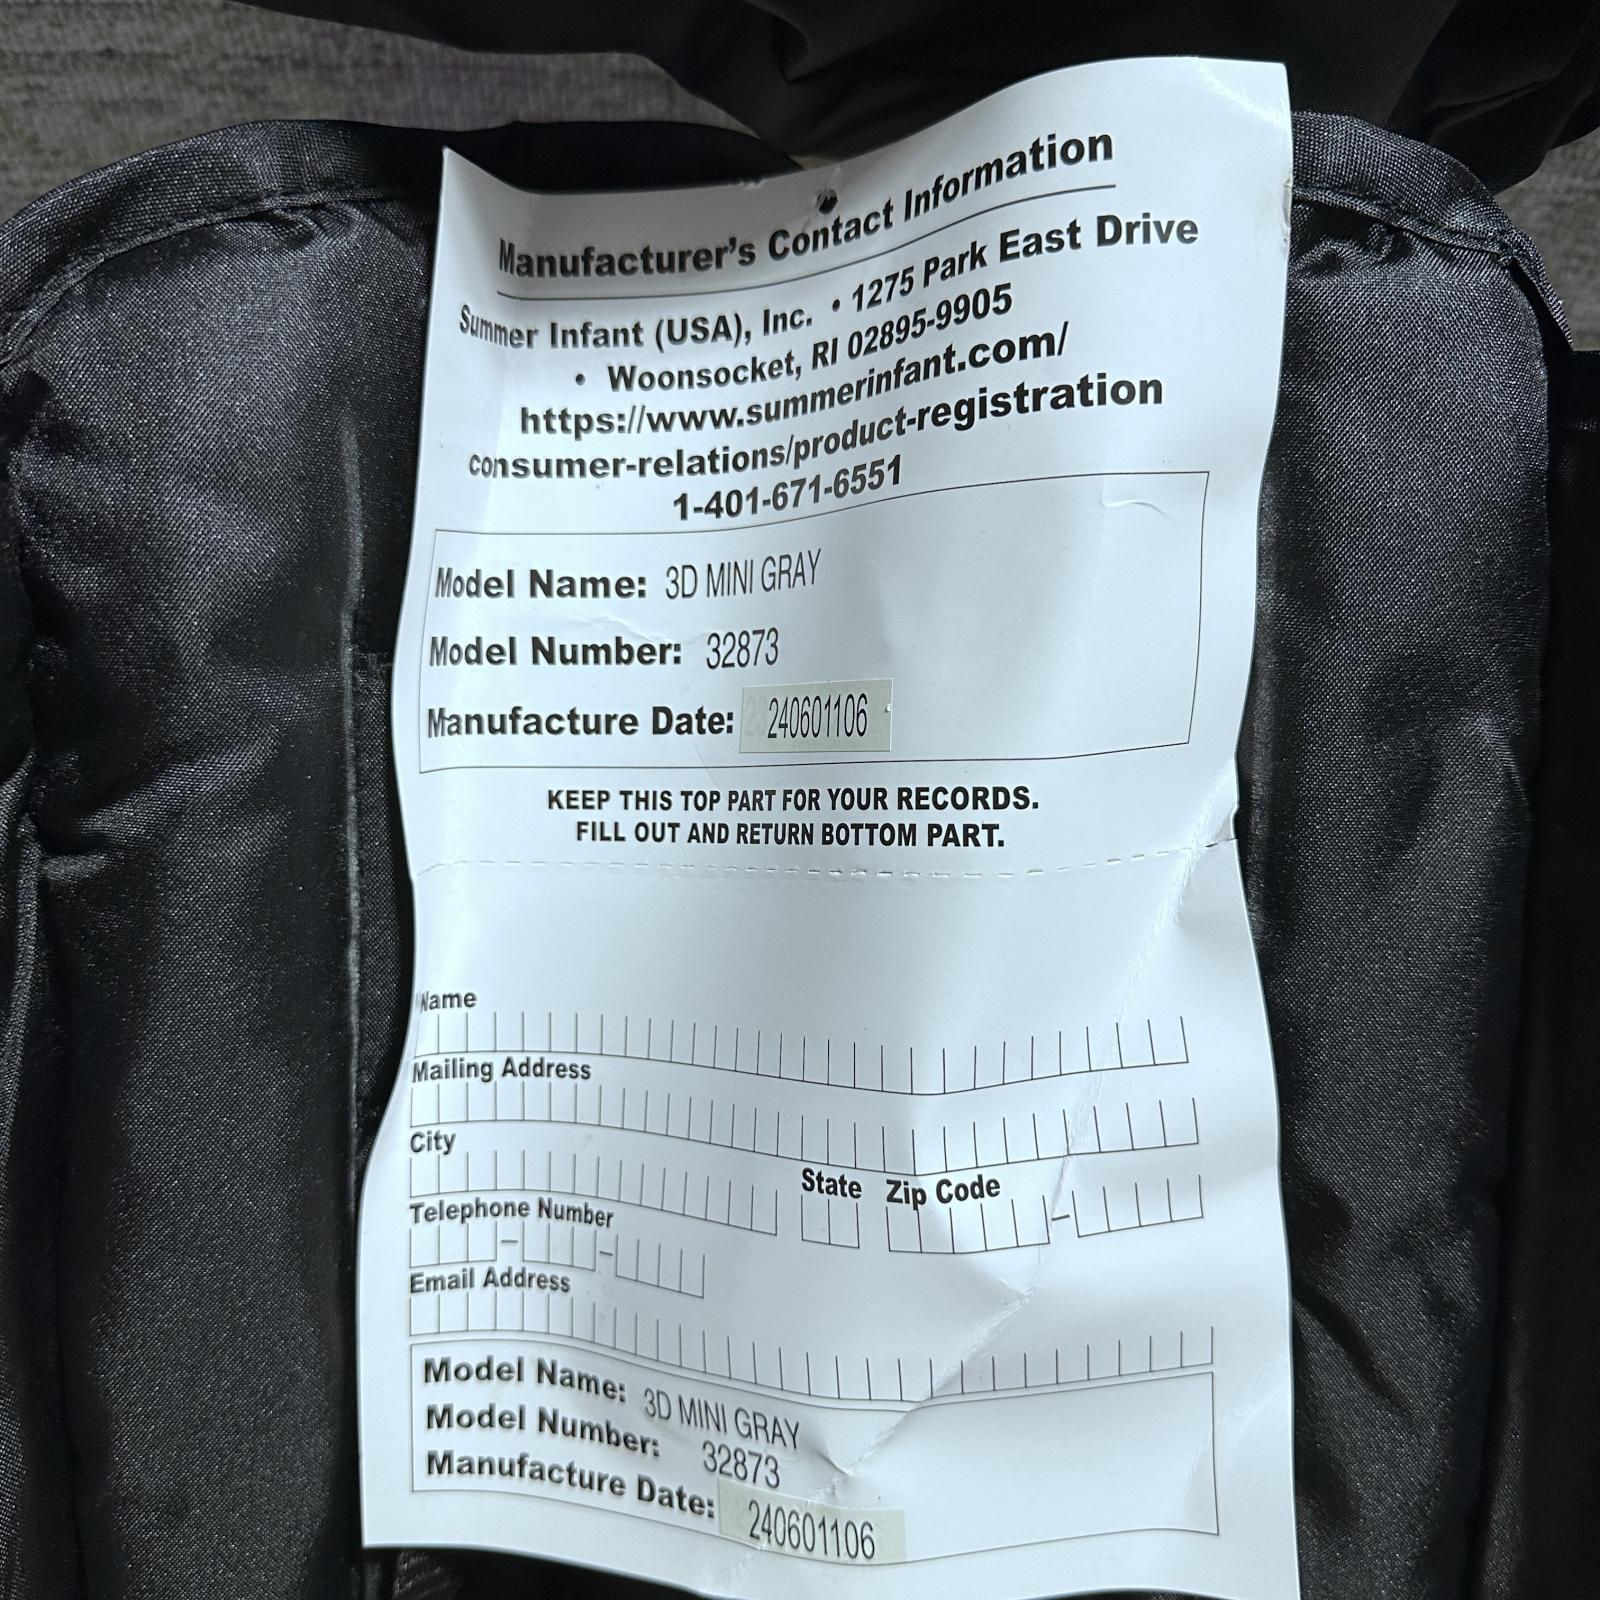 Manufacturer's Contact Information
Summer Infant (USA), Inc. • 1275 Park East Drive
• Woonsocket, RI 02895-9905
https://www.summerinfant.com/
consumer-relations/product-registration
1-401-671-6551
Model Name: 3D MINI GRAY
Model Number: 32873
Manufacture Date: 240601106
KEEP THIS TOP PART FOR YOUR RECORDS.
FILL OUT AND RETURN BOTTOM PART.
Name
Mailing Address
City State Zip Code
Telephone Number
Email Address
Model Name: 3D MINI GRAY
Model Number: 32873
Manufacture Date: 240601106